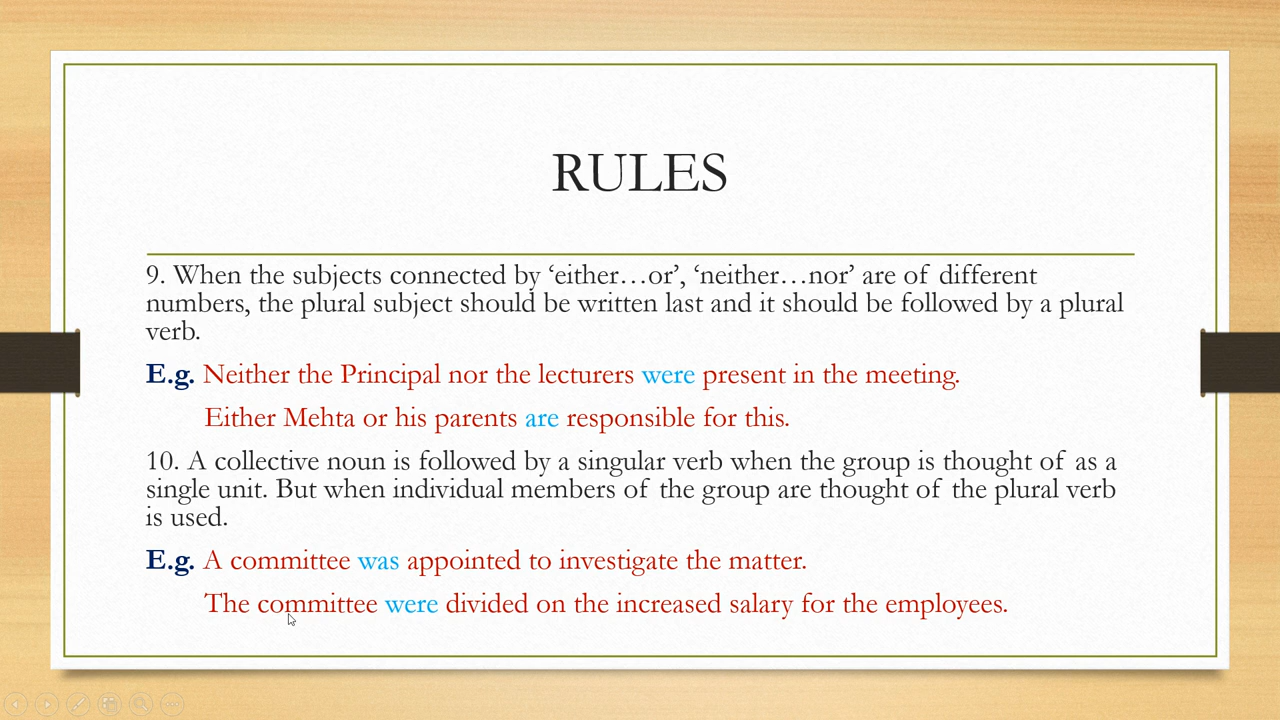 RULES
9. When the subjects connected by ‘either…or’, ‘neither…nor’ are of different
numbers, the plural subject should be written last and it should be followed by a plural
verb.
E.g. Neither the Principal nor the lecturers were present in the meeting.
Either Mehta or his parents are responsible for this.
10. A collective noun is followed by a singular verb when the group is thought of as a
single unit. But when individual members of the group are thought of the plural verb
is used.
E.g. A committee was appointed to investigate the matter.
The committee were divided on the increased salary for the employees.